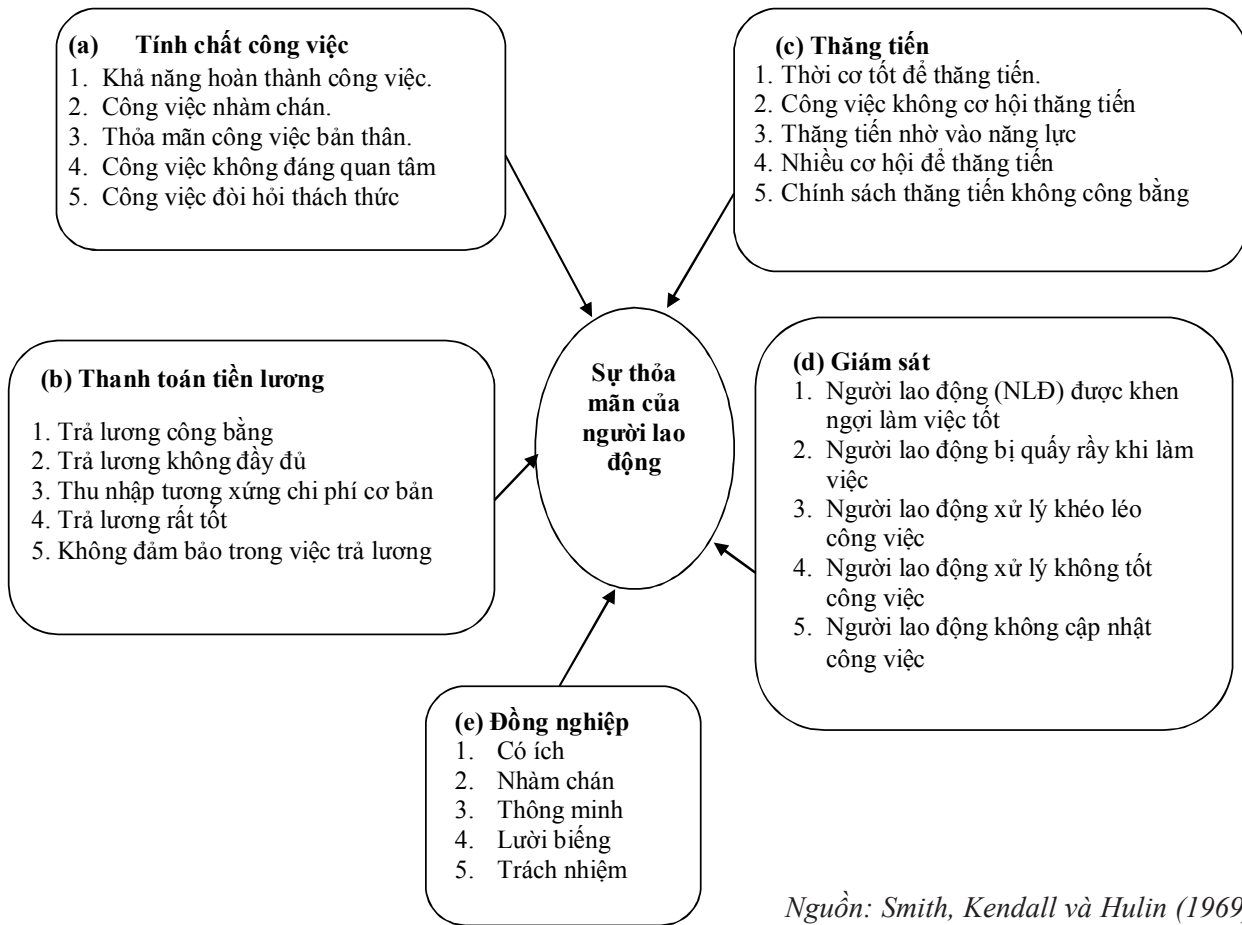 (a) Tính chất công việc
1. Khả năng hoàn thành công việc.
2. Công việc nhàm chán.
3. Thỏa mãn công việc bản thân.
4. Công việc không đáng quan tâm
5. Công việc đòi hỏi thách thức
(c) Thăng tiến
1. Thời cơ tốt để thăng tiến.
2. Công việc không cơ hội thăng tiến
3. Thăng tiến nhờ vào năng lực
4. Nhiều cơ hội để thăng tiến
5. Chính sách thăng tiến không công bằng
(b) Thanh toán tiền lương
1. Trả lương công bằng
2. Trả lương không đầy đủ
3. Thu nhập tương xứng chi phí cơ bản
4. Trả lương rất tốt
5. Không đảm bảo trong việc trả lương
Sự thỏa
mãn của
người lao
động
(d) Giám sát
1. Người lao động (NLĐ) được khen
ngợi làm việc tốt
2. Người lao động bị quấy rầy khi làm
việc
3. Người lao động xử lý khéo léo
công việc
4. Người lao động xử lý không tốt
công việc
5. Người lao động không cập nhật
công việc
(e) Đồng nghiệp
1. Có ích
2. Nhàm chán
3. Thông minh
4. Lười biếng
5. Trách nhiệm
Nguồn: Smith, Kendall và Hulin (1969)